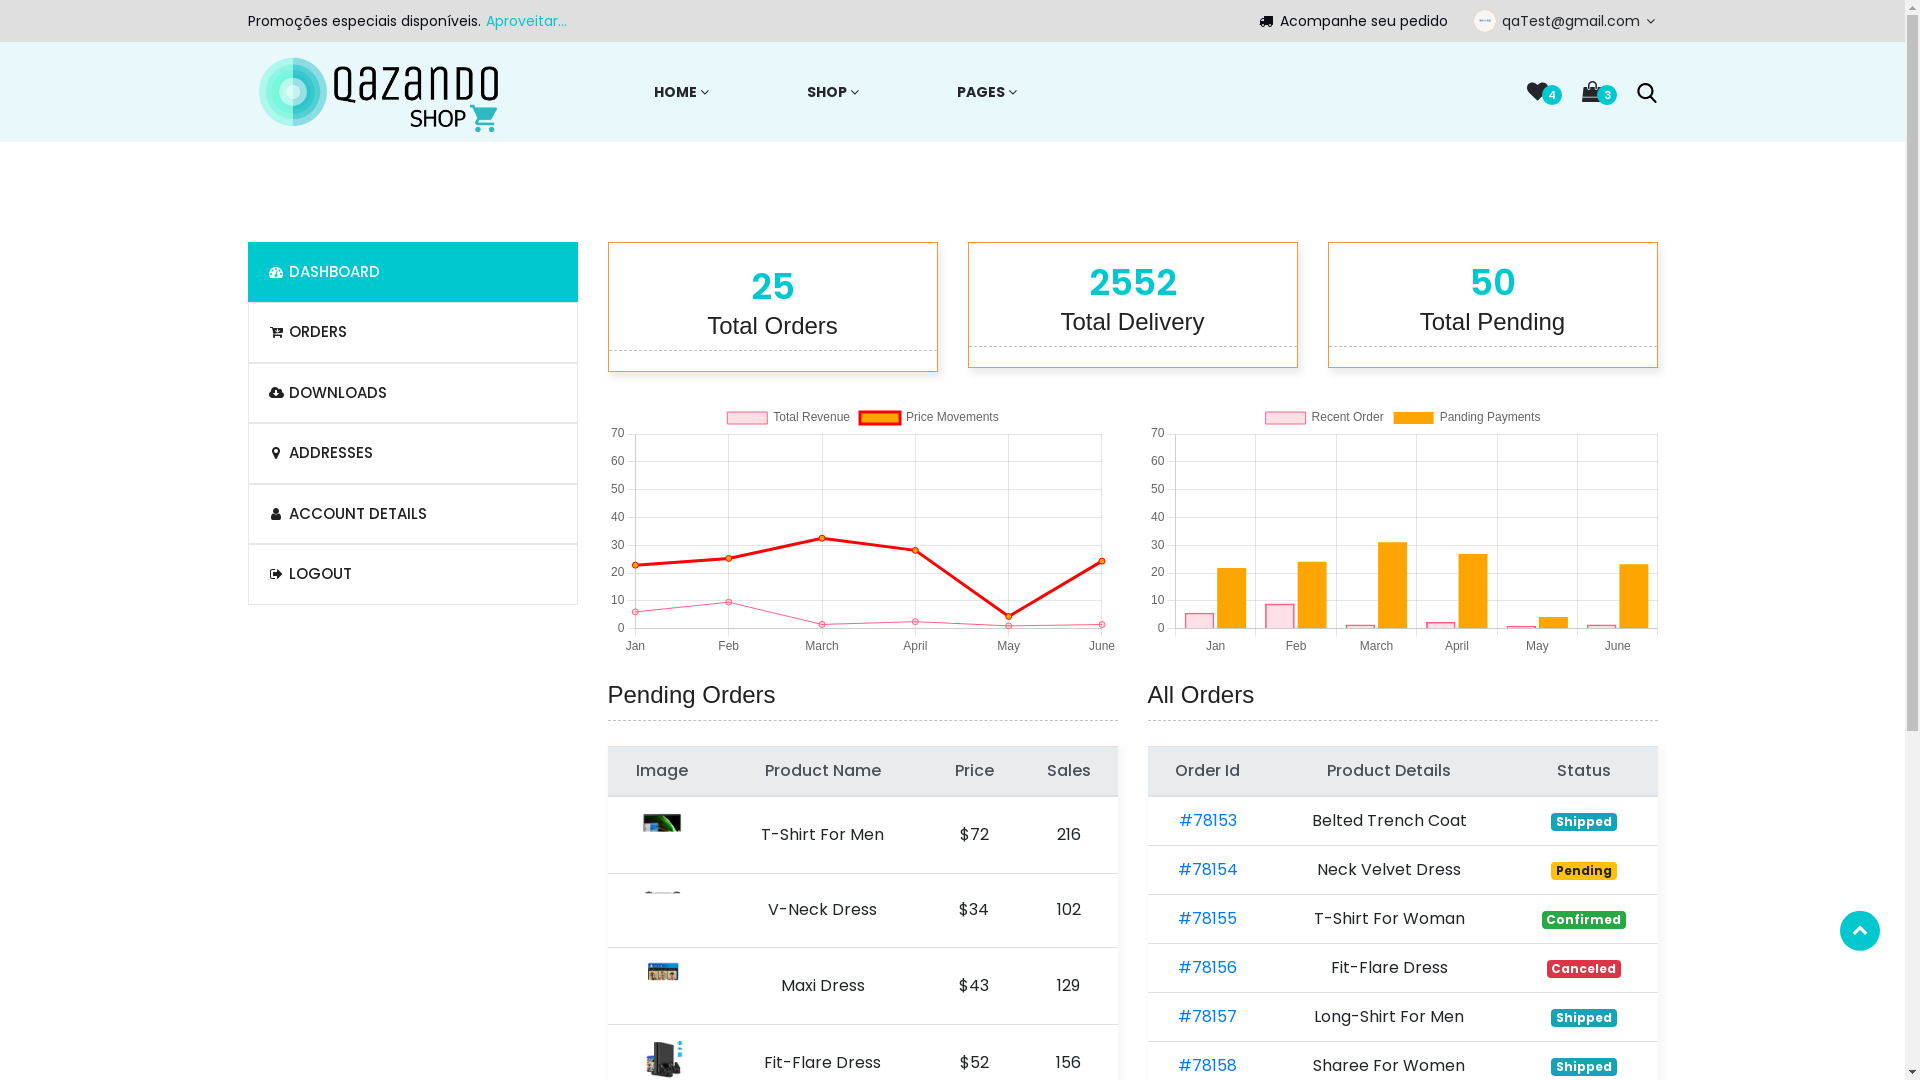 Promoções especiais disponíveis. Aproveitar...
Acompanhe seu pedido
qaTest@gmail.com
QAZANDO
SHOP
HOME
SHOP
PAGES
4
3
DASHBOARD
ORDERS
DOWNLOADS
ADDRESSES
ACCOUNT DETAILS
LOGOUT
25
Total Orders
2552
Total Delivery
50
Total Pending
Total Revenue Price Movements
70
60
50
40
30
20
10
0
Jan Feb March April May June
Recent Order Panding Payments
70
60
50
40
30
20
10
0
Jan Feb March April May June
Pending Orders
Image Product Name Price Sales
T-Shirt For Men $72 216
V-Neck Dress $34 102
Maxi Dress $43 129
Fit-Flare Dress $52 156
All Orders
Order Id Product Details Status
#78153 Belted Trench Coat Shipped
#78154 Neck Velvet Dress Pending
#78155 T-Shirt For Woman Confirmed
#78156 Fit-Flare Dress Canceled
#78157 Long-Shirt For Men Shipped
#78158 Sharee For Women Shipped